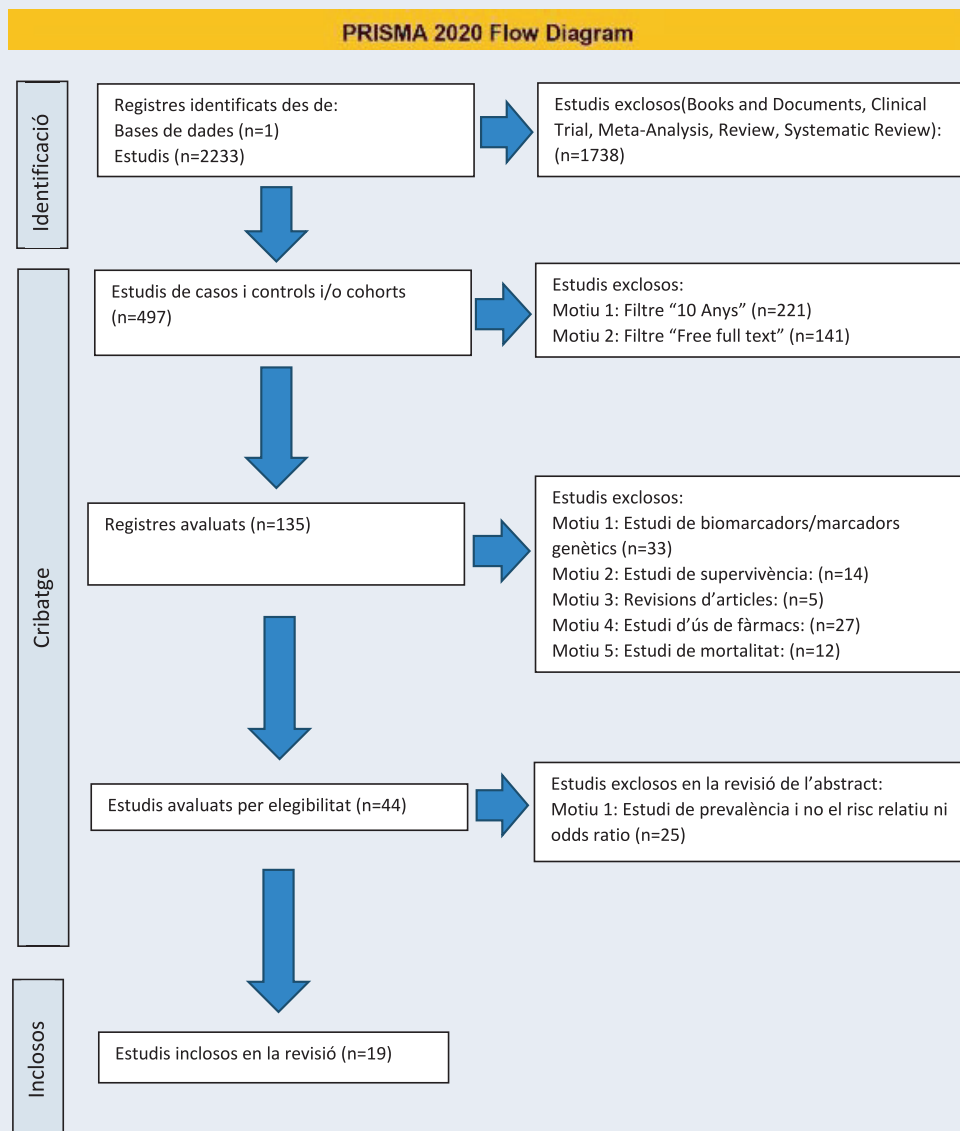 PRISMA 2020 Flow Diagram
Identificació
Registres identificats des de:
Bases de dades (n=1)
Estudis (n=2233)
Estudis exclosos(Books and Documents, Clinical
Trial, Meta-Analysis, Review, Systematic Review):
(n=1738)
Cribatge
Estudis de casos i controls i/o cohorts
(n=497)
Estudis exclosos:
Motiu 1: Filtre “10 Anys” (n=221)
Motiu 2: Filtre “Free full text” (n=141)
Registres avaluats (n=135)
Estudis exclosos:
Motiu 1: Estudi de biomarcadors/marcadors
genètics (n=33)
Motiu 2: Estudi de supervivència: (n=14)
Motiu 3: Revisions d’articles: (n=5)
Motiu 4: Estudi d’ús de fàrmacs: (n=27)
Motiu 5: Estudi de mortalitat: (n=12)
Estudis avaluats per elegibilitat (n=44)
Estudis exclosos en la revisió de l’abstract:
Motiu 1: Estudi de prevalència i no el risc relatiu ni
odds ratio (n=25)
Inclosos
Estudis inclosos en la revisió (n=19)